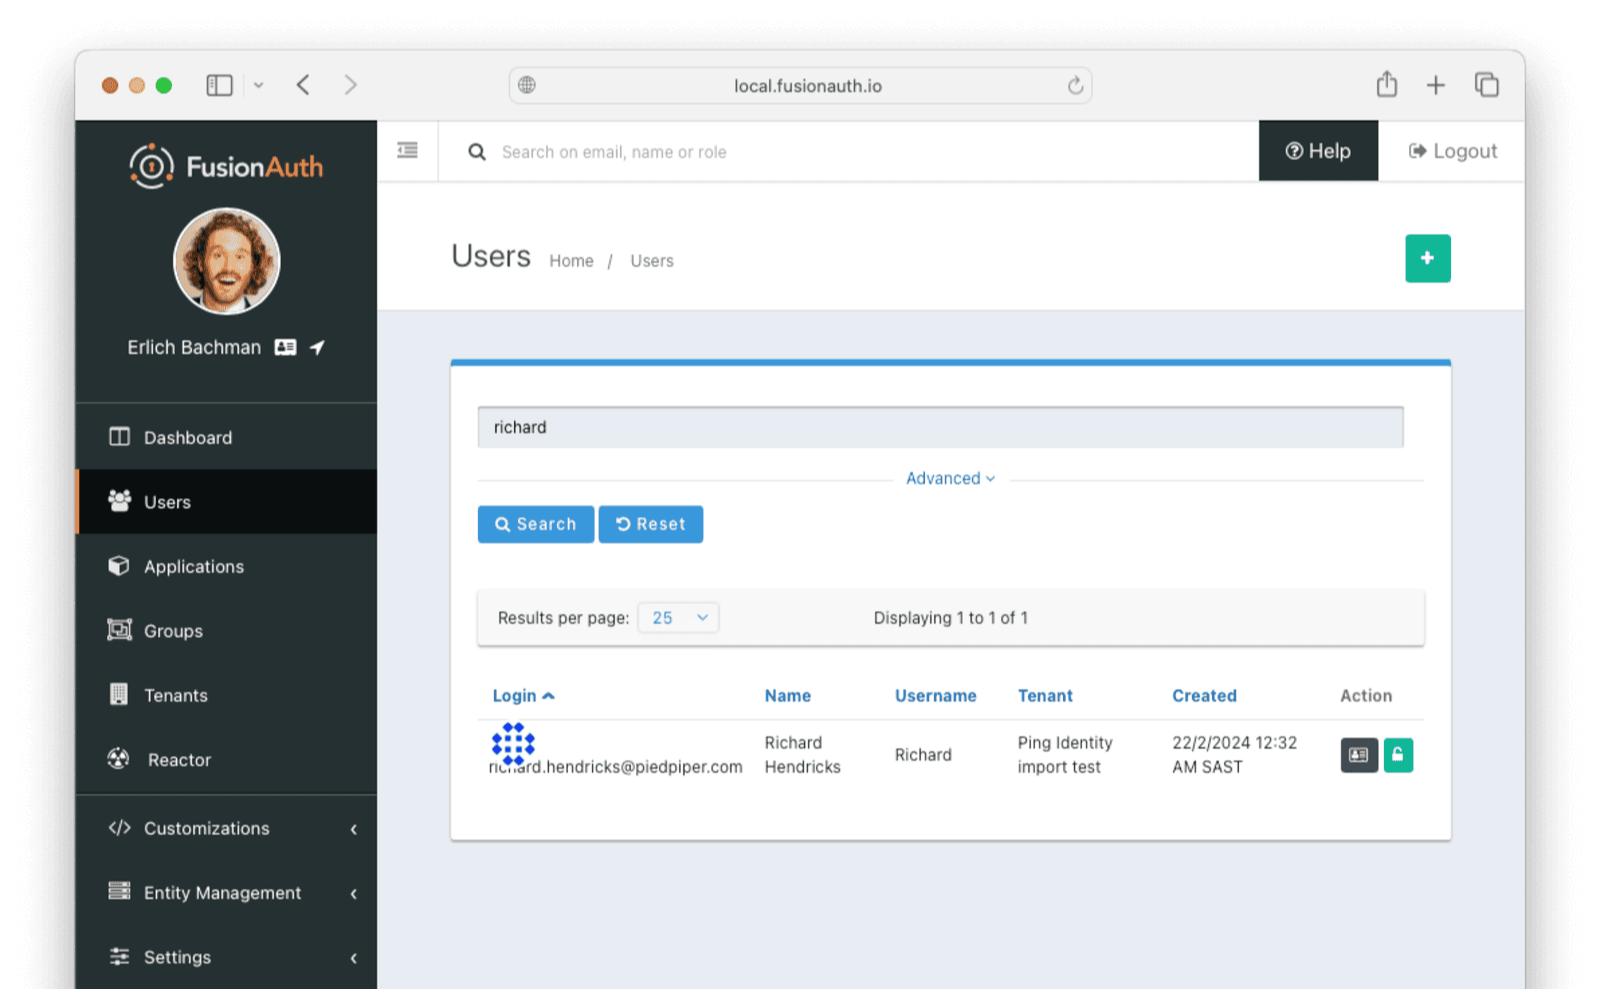 local.fusionauth.io
FusionAuth
Search on email, name or role
Help
Logout
Users Home / Users
Erlich Bachman
Dashboard
Users
Applications
Groups
Tenants
Reactor
Customizations
Entity Management
Settings
richard
Advanced
Search Reset
Results per page: 25 Displaying 1 to 1 of 1
Login Name Username Tenant Created Action
richard.hendricks@piedpiper.com
Richard
Hendricks
Richard
Ping Identity
import test
22/2/2024 12:32
AM SAST